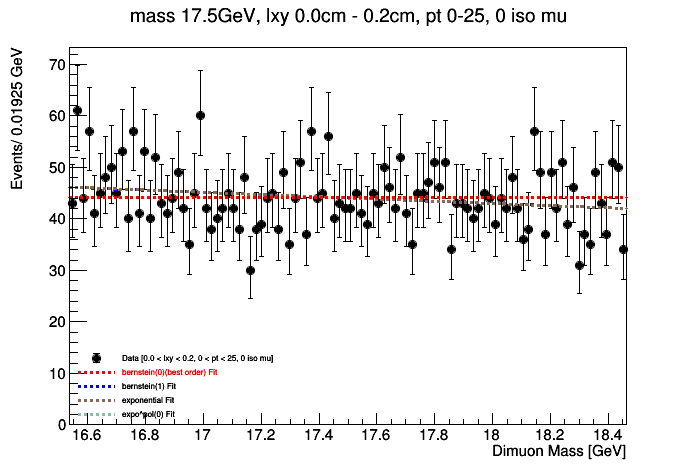 mass 17.5GeV, lxy 0.0cm - 0.2cm, pt 0-25, 0 iso mu
Events/ 0.01925 GeV
70
60
50
40
30
20
10
0
Data [0.0 < lxy < 0.2, 0 < pt < 25, 0 iso mu]
bernstein(0)(best order) Fit
bernstein(1) Fit
exponential Fit
expo*pol(0) Fit
16.6 16.8 17 17.2 17.4 17.6 17.8 18 18.2 18.4
Dimuon Mass [GeV]